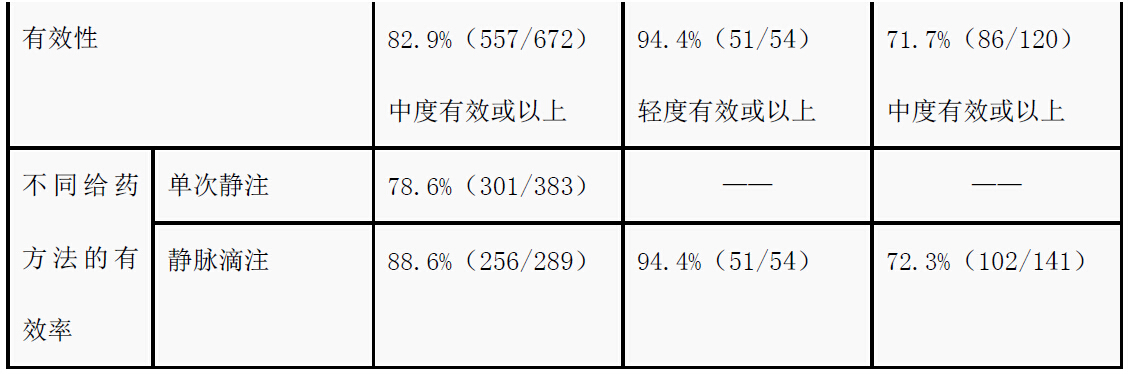 有效性 82.9%（557/672） 94.4%（51/54） 71.7%（86/120）
中度有效或以上 轻度有效或以上 中度有效或以上
不同给药 单次静注 78.6%（301/383） —— ——
方法的有 静脉滴注 88.6%（256/289） 94.4%（51/54） 72.3%（102/141）
效率